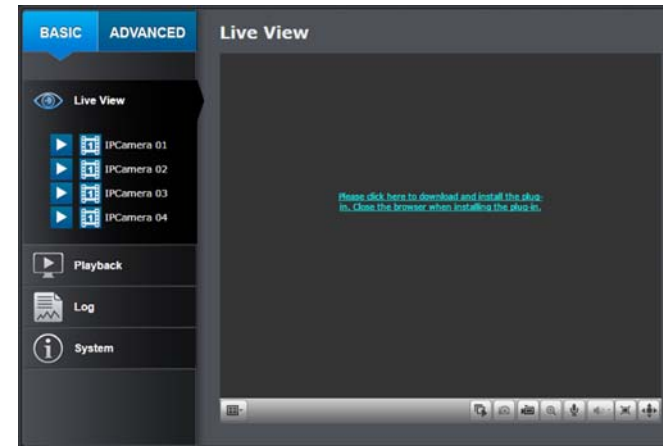 BASIC ADVANCED
Live View
Live View
IPCamera 01
IPCamera 02
IPCamera 03
IPCamera 04
Playback
Log
System
Please click here to download and install the plug-
in. Close the browser when installing the plug-in.